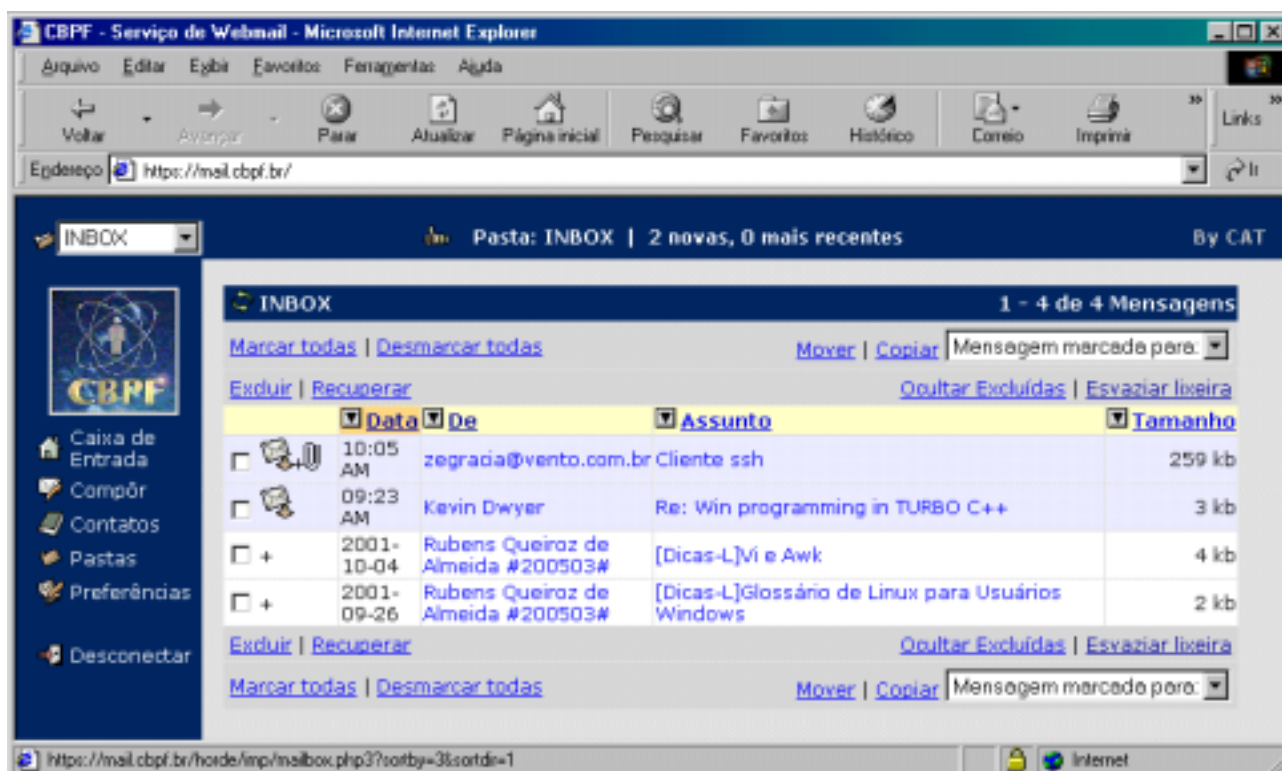 CBPF - Serviço de Webmail - Microsoft Internet Explorer
Arquivo Editar Exibir Favoritos Ferramentas Ajuda
Voltar Avançar Parar Atualizar Página inicial Pesquisar Favoritos Histórico Correio Imprimir » Links »
Endereço https://mail.cbpf.br/ Ir
INBOX Pasta: INBOX | 2 novas, 0 mais recentes By CAT
INBOX 1 - 4 de 4 Mensagens
Marcar todas | Desmarcar todas Mover | Copiar Mensagem marcada para:
CBPF
Excluir | Recuperar Ocultar Excluídas | Esvaziar lixeira
Data De Assunto Tamanho
Caixa de
Entrada
Compôr
Contatos
Pastas
Preferências
Desconectar
10:05
AM zegracia@vento.com.br Cliente ssh 259 kb
09:23
AM Kevin Dwyer Re: Win programming in TURBO C++ 3 kb
+ 2001-
10-04 Rubens Queiroz de
Almeida #200503# [Dicas-L]Vi e Awk 4 kb
+ 2001-
09-26 Rubens Queiroz de
Almeida #200503# [Dicas-L]Glossário de Linux para Usuários
Windows 2 kb
Excluir | Recuperar Ocultar Excluídas | Esvaziar lixeira
Marcar todas | Desmarcar todas Mover | Copiar Mensagem marcada para:
https://mail.cbpf.br/horde/imp/mailbox.php3?sortby=3&sortdir=1 Internet